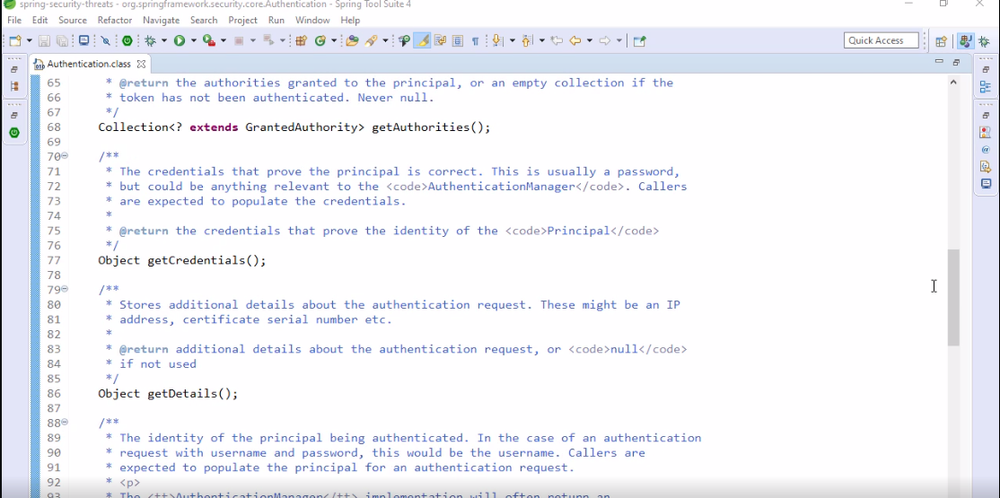 spring-security-threats - org.springframework.security.core.Authentication - Spring Tool Suite 4
File Edit Source Refactor Navigate Search Project Run Window Help
Quick Access
Authentication.class
65 * @return the authorities granted to the principal, or an empty collection if the
66 * token has not been authenticated. Never null.
67 */
68 Collection<? extends GrantedAuthority> getAuthorities();
69
70 /**
71 * The credentials that prove the principal is correct. This is usually a password,
72 * but could be anything relevant to the <code>AuthenticationManager</code>. Callers
73 * are expected to populate the credentials.
74 *
75 * @return the credentials that prove the identity of the <code>Principal</code>
76 */
77 Object getCredentials();
78
79 /**
80 * Stores additional details about the authentication request. These might be an IP
81 * address, certificate serial number etc.
82 *
83 * @return additional details about the authentication request, or <code>null</code>
84 * if not used
85 */
86 Object getDetails();
87
88 /**
89 * The identity of the principal being authenticated. In the case of an authentication
90 * request with username and password, this would be the username. Callers are
91 * expected to populate the principal for an authentication request.
92 * <p>
93 * The <tt>AuthenticationManager</tt> implementation will often return an